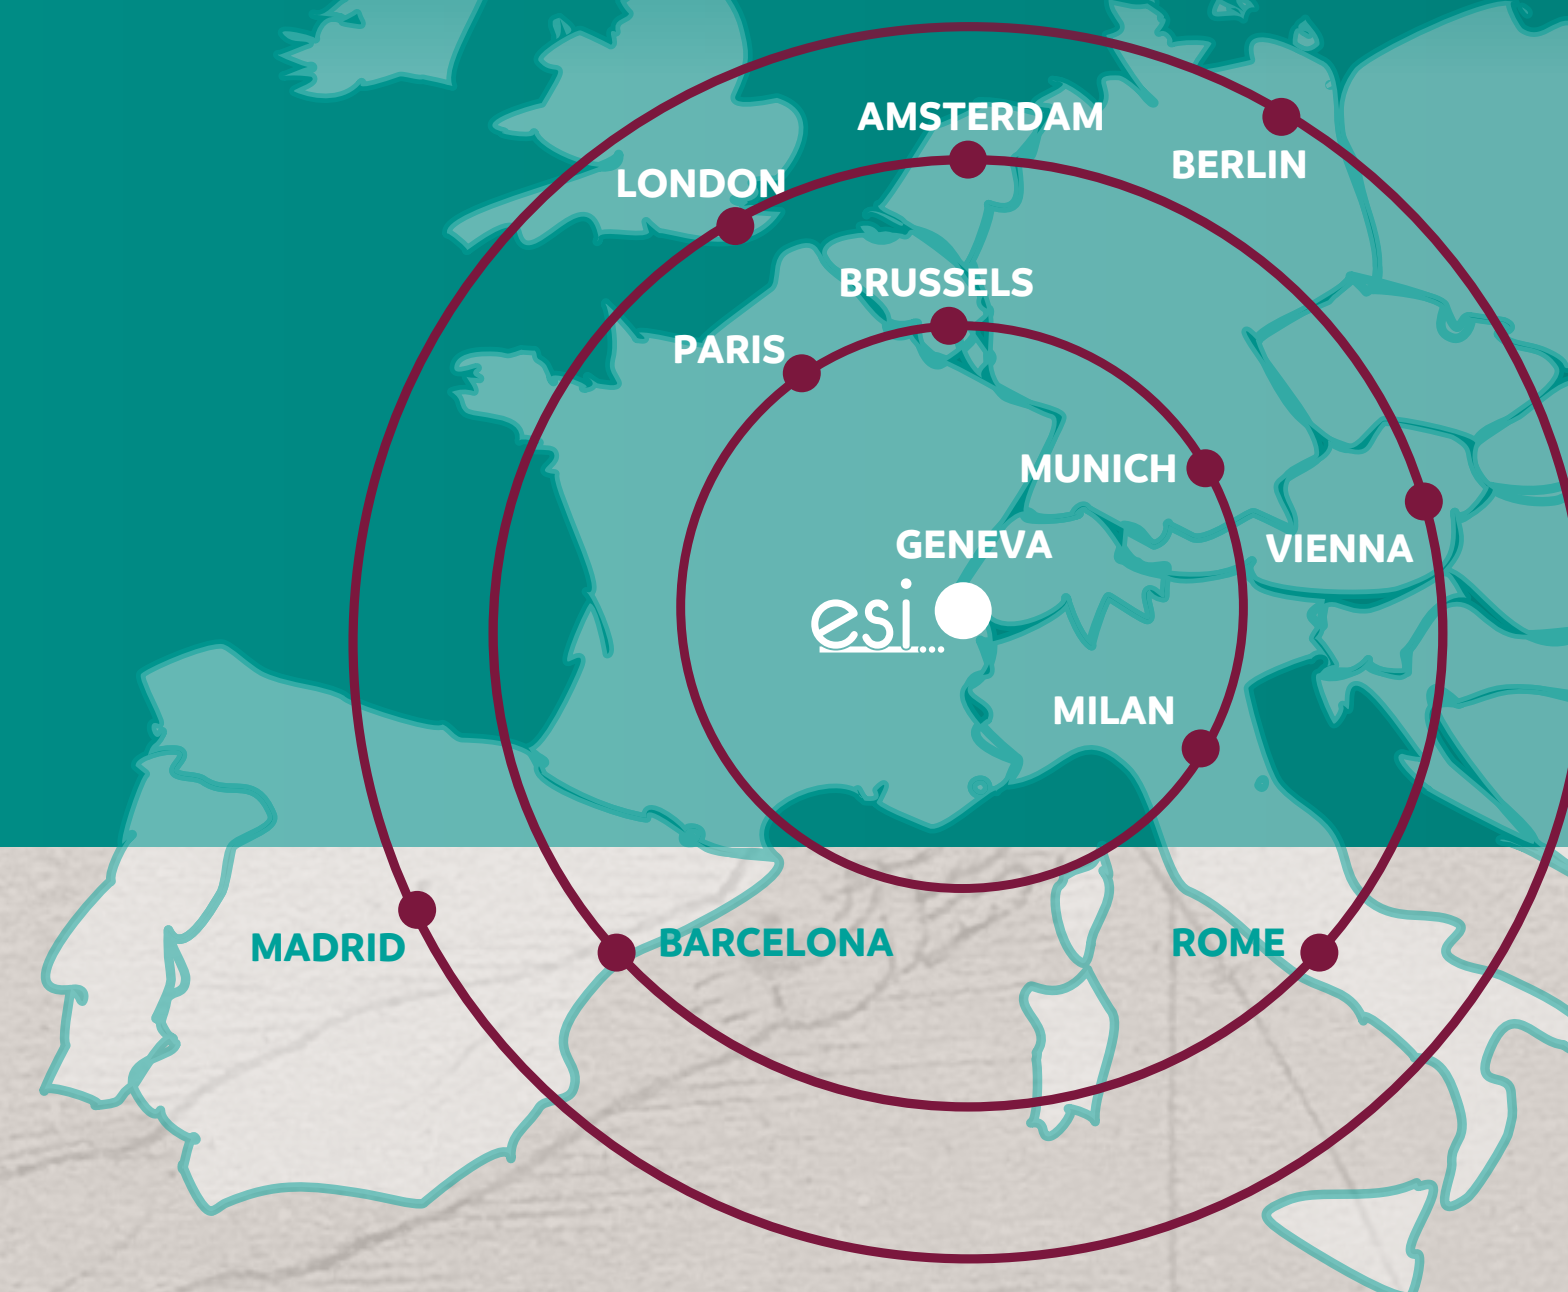 AMSTERDAM
BERLIN
LONDON
BRUSSELS
PARIS
MUNICH
GENEVA
VIENNA
esi...
MILAN
MADRID
BARCELONA
ROME